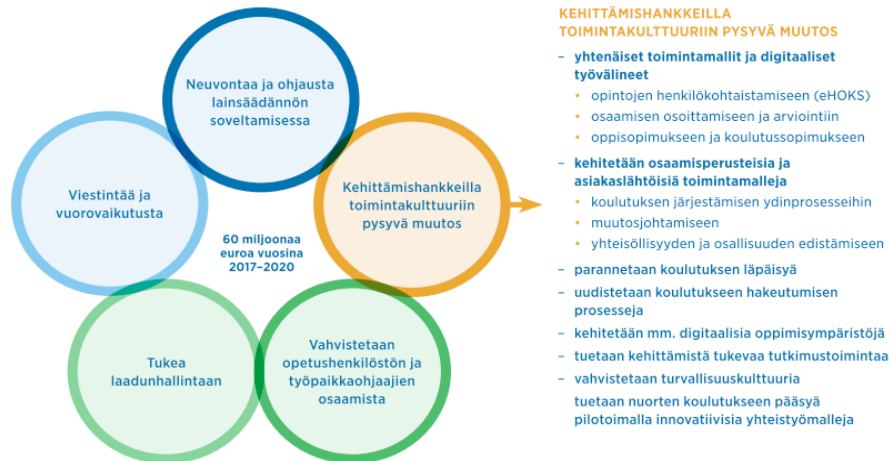 Neuvontaa ja ohjausta
lainsäädännön
soveltamisessa
Viestintää ja
vuorovaikutusta
Kehittämishankkeilla
toimintakulttuuriin
pysyvä muutos
60 miljoonaa
euroa vuosina
2017–2020
Tukea
laadunhallintaan
Vahvistetaan
opetushenkilöstön ja
työpaikkaohjaajien
osaamista
KEHITTÄMISHANKKEILLA
TOIMINTAKULTTUURIIN PYSYVÄ MUUTOS
– yhtenäiset toimintamallit ja digitaaliset
työvälineet
• opintojen henkilökohtaistamiseen (eHOKS)
• osaamisen osoittamiseen ja arviointiin
• oppisopimukseen ja koulutussopimukseen
– kehitetään osaamisperusteisia ja
asiakaslähtöisiä toimintamalleja
• koulutuksen järjestämisen ydinprosesseihin
• muutosjohtamiseen
• yhteisöllisyyden ja osallisuuden edistämiseen
– parannetaan koulutuksen läpäisyä
– uudistetaan koulutukseen hakeutumisen
prosesseja
– kehitetään mm. digitaalisia oppimisympäristöjä
– tuetaan kehittämistä tukevaa tutkimustoimintaa
– vahvistetaan turvallisuuskulttuuria
tuetaan nuorten koulutukseen pääsyä
pilotoimalla innovatiivisia yhteistyömalleja